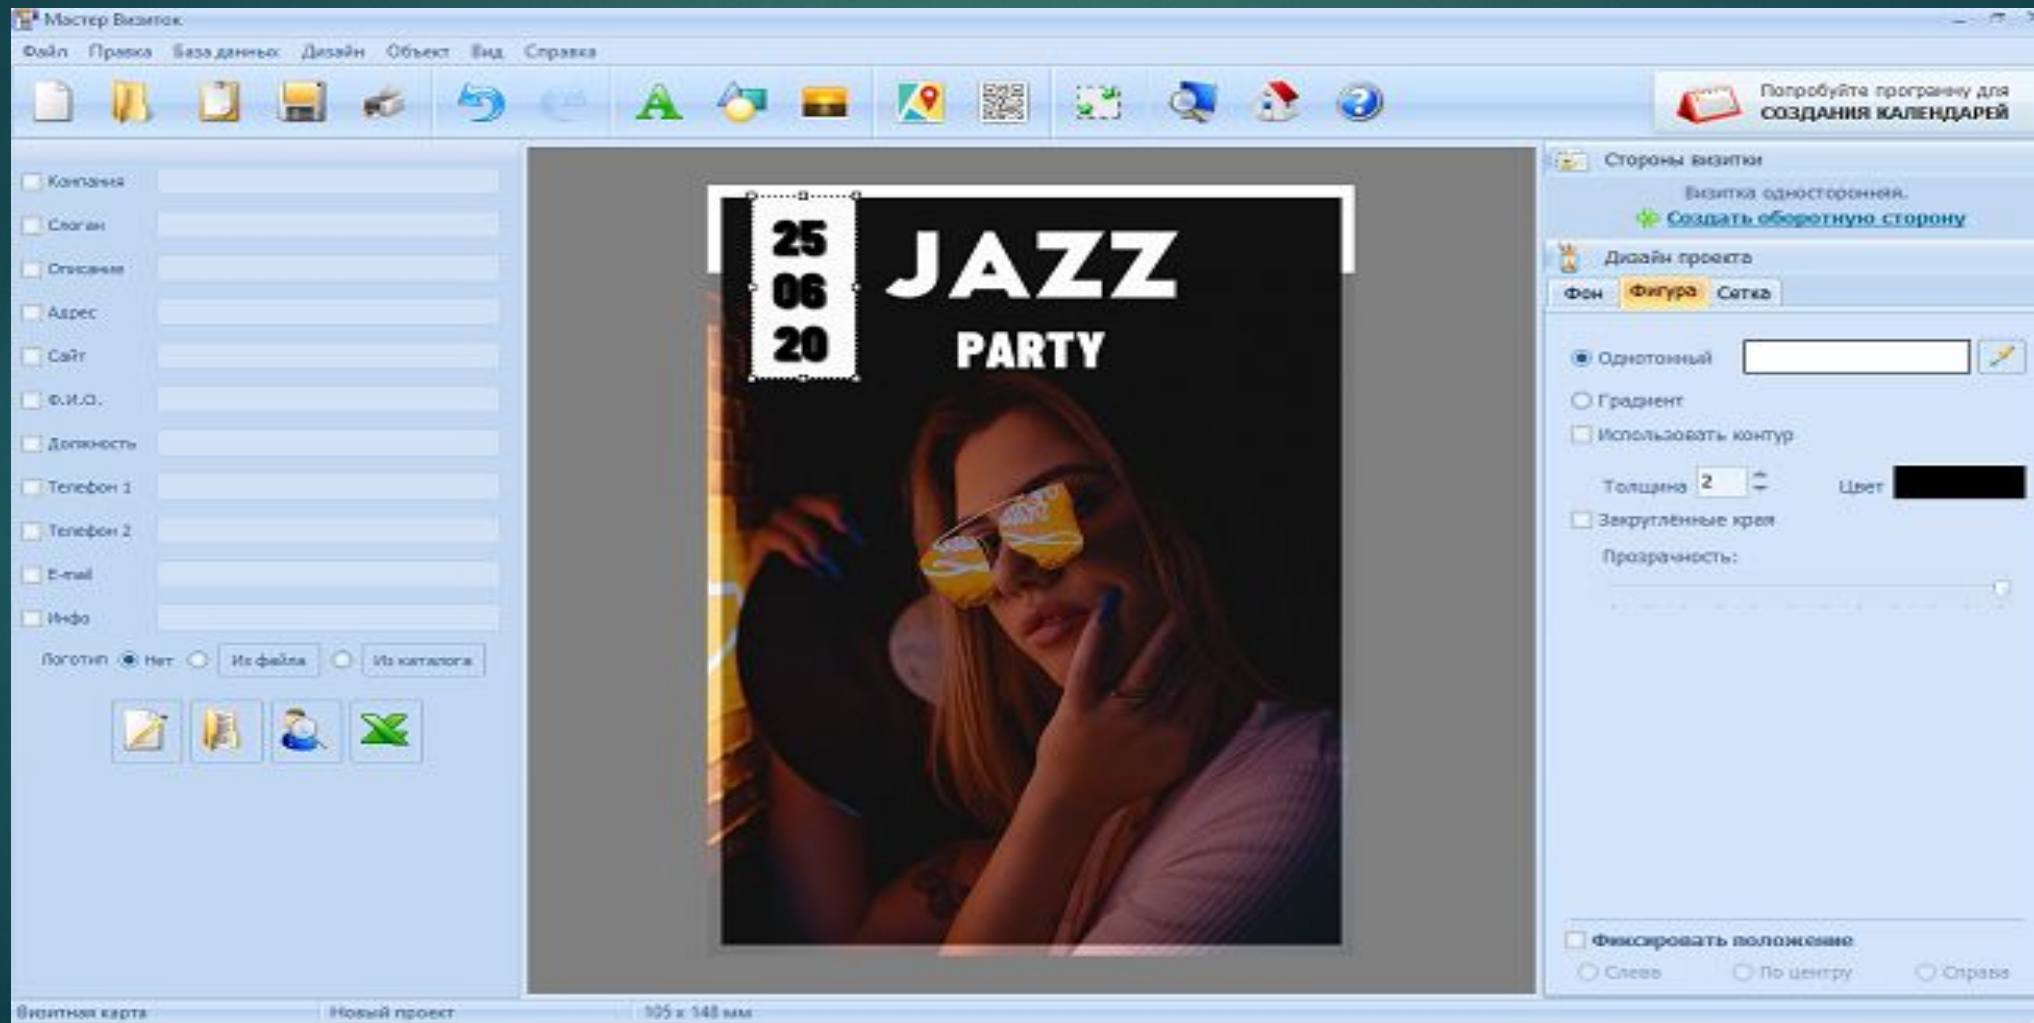 Мастер Визиток
Файл Правка База данных Дизайн Объект Вид Справка
Попробуйте программу для
СОЗДАНИЯ КАЛЕНДАРЕЙ
Компания
Слоган
Описание
Адрес
Сайт
Ф.И.О.
Должность
Телефон 1
Телефон 2
E-mail
Инфо
Логотип Нет Из файла Из каталога
25
06
20
JAZZ
PARTY
Стороны визитки
Визитка односторонняя.
Создать оборотную сторону
Дизайн проекта
Фон Фигура Сетка
Однотонный
Градиент
Использовать контур
Толщина 2 Цвет
Закруглённые края
Прозрачность:
Фиксировать положение
Слева По центру Справа
Визитная карта Новый проект 105 x 148 мм